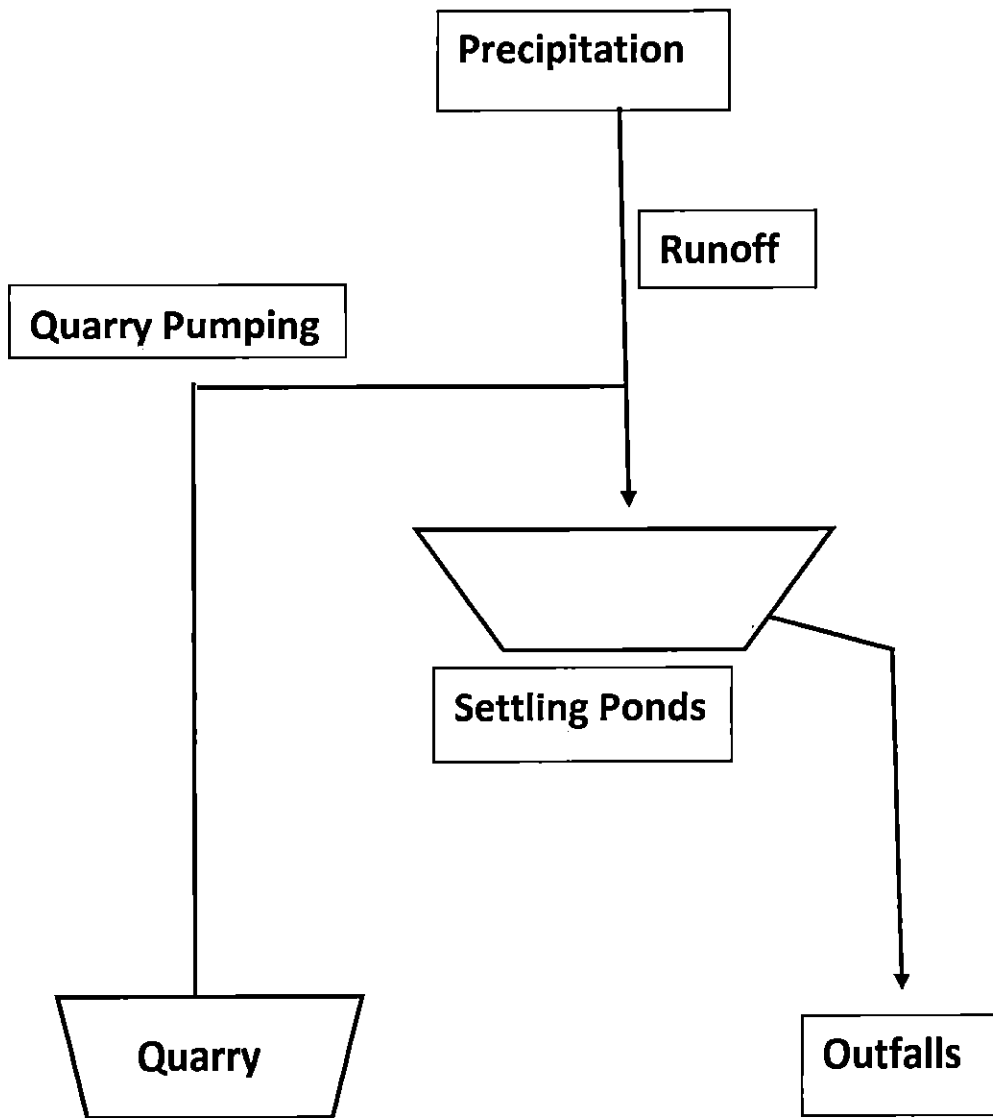 Precipitation
Runoff
Quarry Pumping
Settling Ponds
Quarry
Outfalls